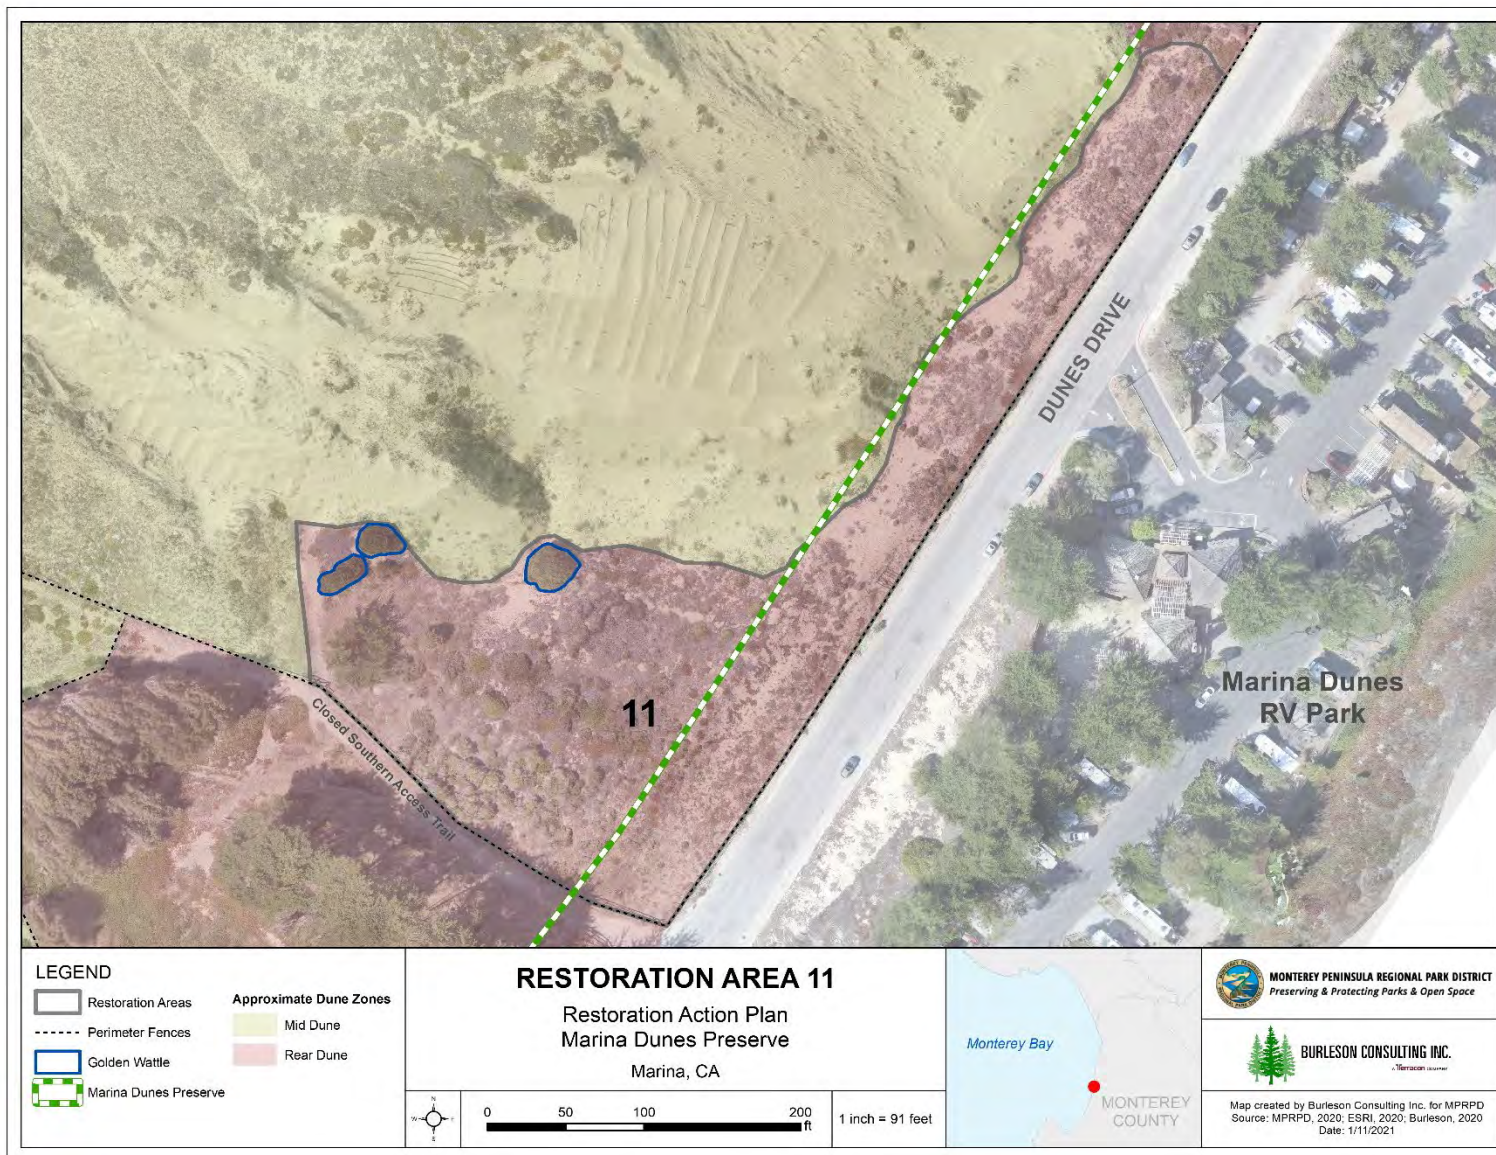 DUNES DRIVE
Marina Dunes
RV Park
11
Closed Southern Access Trail
LEGEND
Restoration Areas
Perimeter Fences
Golden Wattle
Marina Dunes Preserve
Approximate Dune Zones
Mid Dune
Rear Dune
RESTORATION AREA 11
Restoration Action Plan
Marina Dunes Preserve
Marina, CA
N
W
E
S
0 50 100 200
ft
1 inch = 91 feet
Monterey Bay
MONTEREY
COUNTY
MONTEREY PENINSULA REGIONAL PARK DISTRICT
Preserving & Protecting Parks & Open Space
BURLESON CONSULTING INC.
A Terracon COMPANY
Map created by Burleson Consulting Inc. for MPRPD
Source: MPRPD, 2020; ESRI, 2020; Burleson, 2020
Date: 1/11/2021